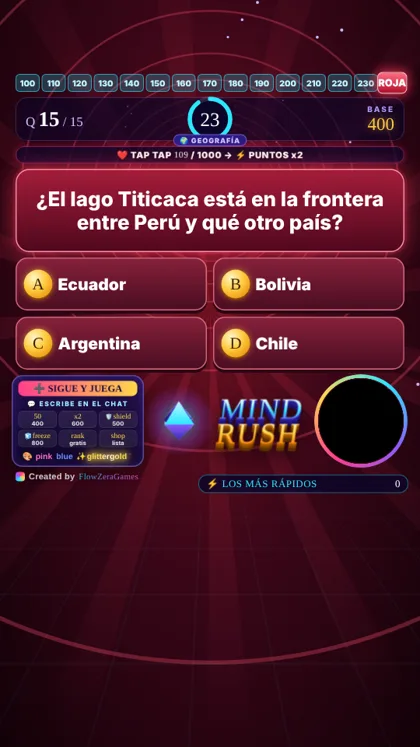 100 110 120 130 140 150 160 170 180 190 200 210 220 230 ROJA
Q 15 / 15
23
BASE
400
🌍 GEOGRAFÍA
❤️ TAP TAP 109 / 1000 → ⚡ PUNTOS x2
¿El lago Titicaca está en la frontera
entre Perú y qué otro país?
A Ecuador
B Bolivia
C Argentina
D Chile
➕ SIGUE Y JUEGA
💬 ESCRIBE EN EL CHAT
50 x2 🛡️ shield
400 600 500
🧊 freeze rank shop
800 gratis lista
🎨 pink blue ✨ glittergold
MIND
RUSH
Created by FlowZeraGames
⚡ LOS MÁS RÁPIDOS 0